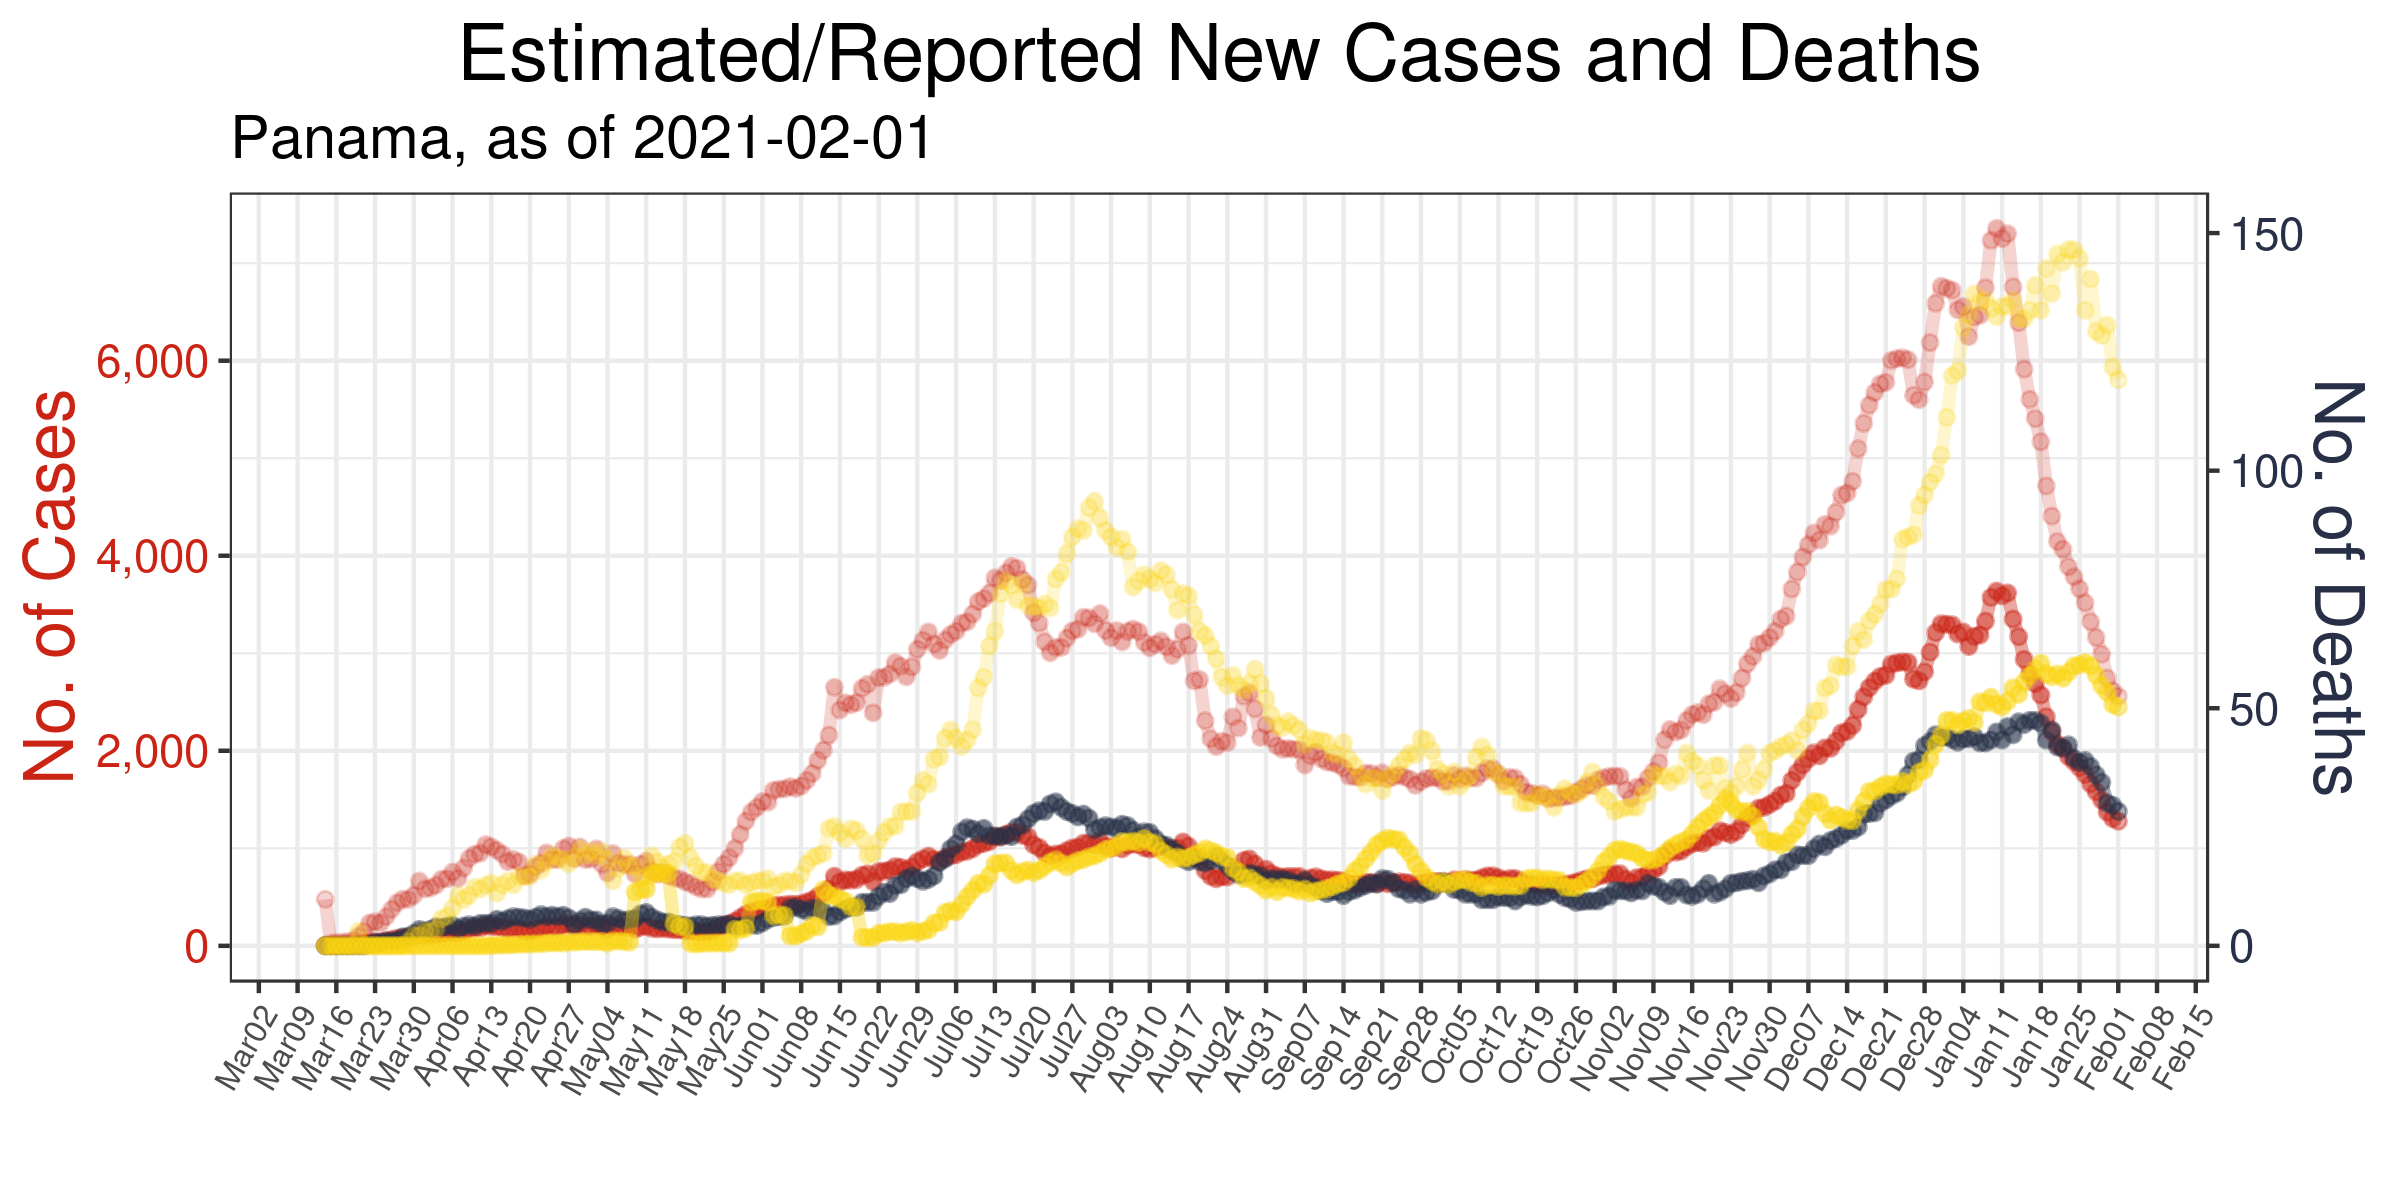 Estimated/Reported New Cases and Deaths
Panama, as of 2021-02-01
No. of Cases
6,000
4,000
2,000
0
150
100
50
0
No. of Deaths
Mar02 Mar09 Mar16 Mar23 Mar30 Apr06 Apr13 Apr20 Apr27 May04 May11 May18 May25 Jun01 Jun08 Jun15 Jun22 Jun29 Jul06 Jul13 Jul20 Jul27 Aug03 Aug10 Aug17 Aug24 Aug31 Sep07 Sep14 Sep21 Sep28 Oct05 Oct12 Oct19 Oct26 Nov02 Nov09 Nov16 Nov23 Nov30 Dec07 Dec14 Dec21 Dec28 Jan04 Jan11 Jan18 Jan25 Feb01 Feb08 Feb15